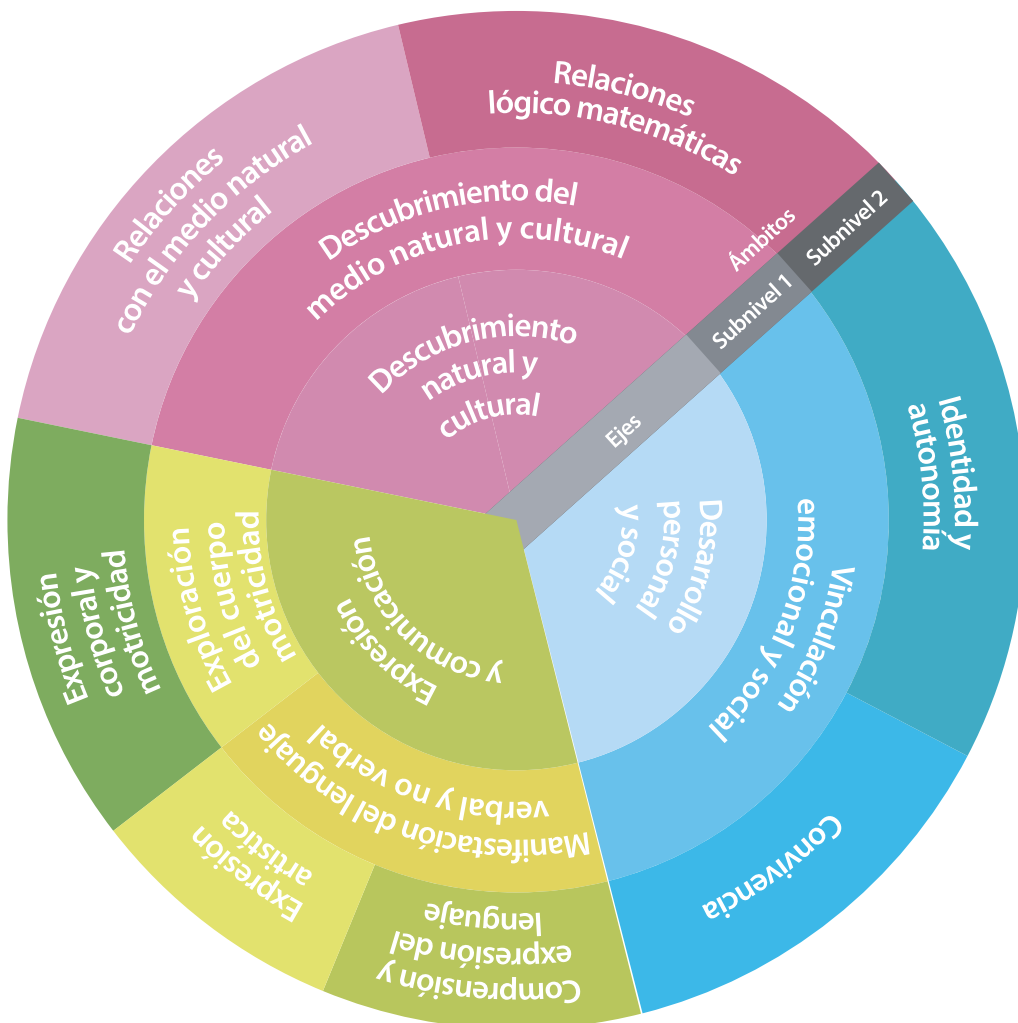 Relaciones
lógico matemáticas
Relaciones
con el medio natural
y cultural
Descubrimiento del
medio natural y cultural
Descubrimiento
natural y
cultural
Ámbitos
Subnivel 2
Subnivel 1
Ejes
Identidad y
autonomía
Vinculación
emocional y social
Desarrollo
personal
y social
Convivencia
Expresión
y comunicación
Exploración
del cuerpo
motricidad
Expresión
corporal y
motricidad
Manifestación del lenguaje
verbal y no verbal
Expresión
artistica
Comprensión y
expresión del
lenguaje